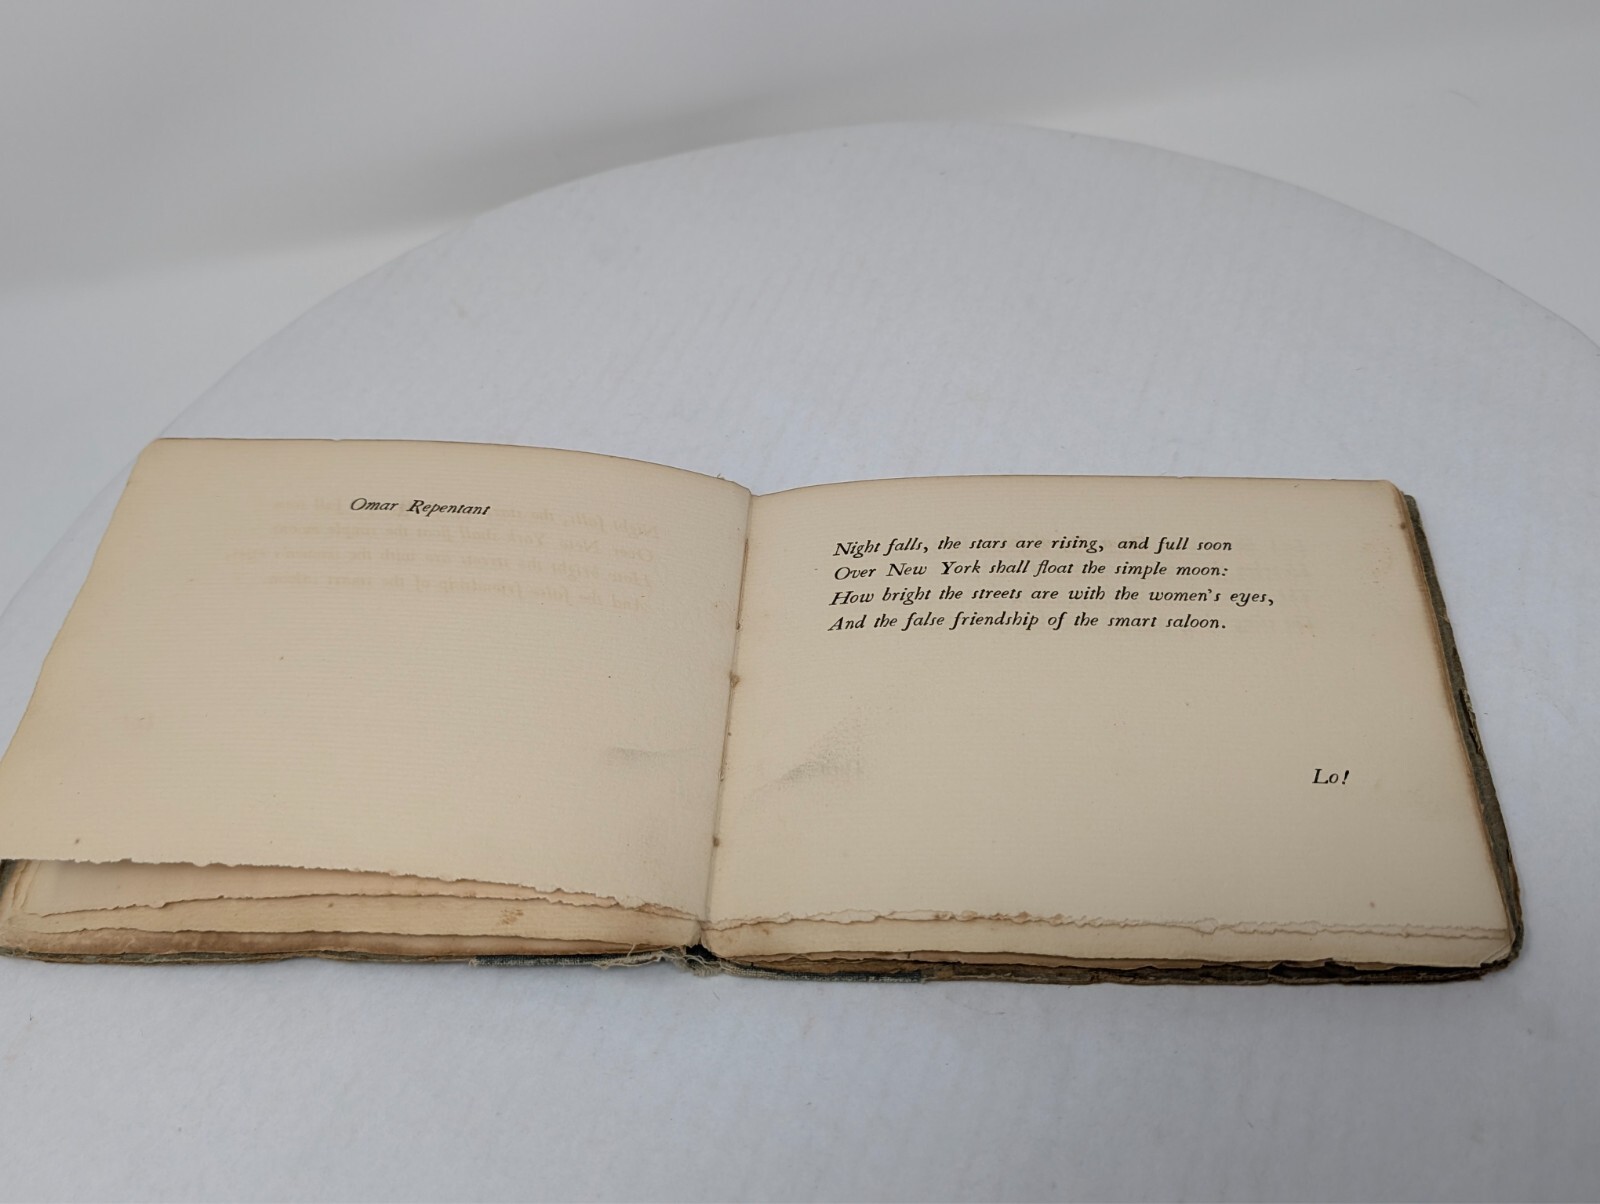 Omar Repentant
Night falls, the stars are rising, and full soon
Over New York shall float the simple moon:
How bright the streets are with the women's eyes,
And the false friendship of the smart saloon.
Lo!